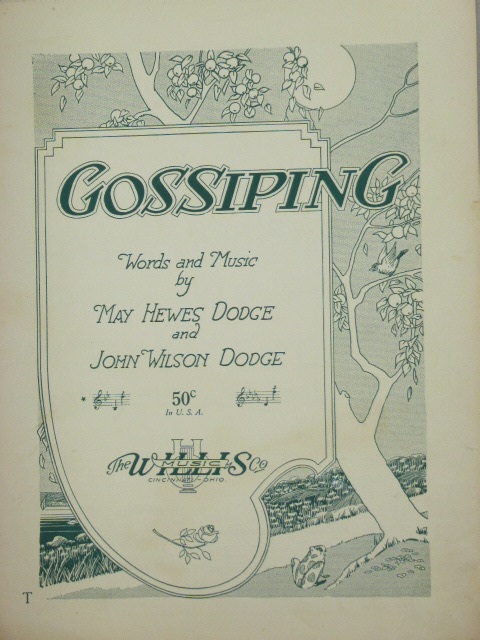 GOSSIPING
Words and Music
by
MAY HEWES DODGE
and
JOHN WILSON DODGE
* 50c
In U.S.A.
The WILLIS Co
MUSIC
CINCINNATI - OHIO
T